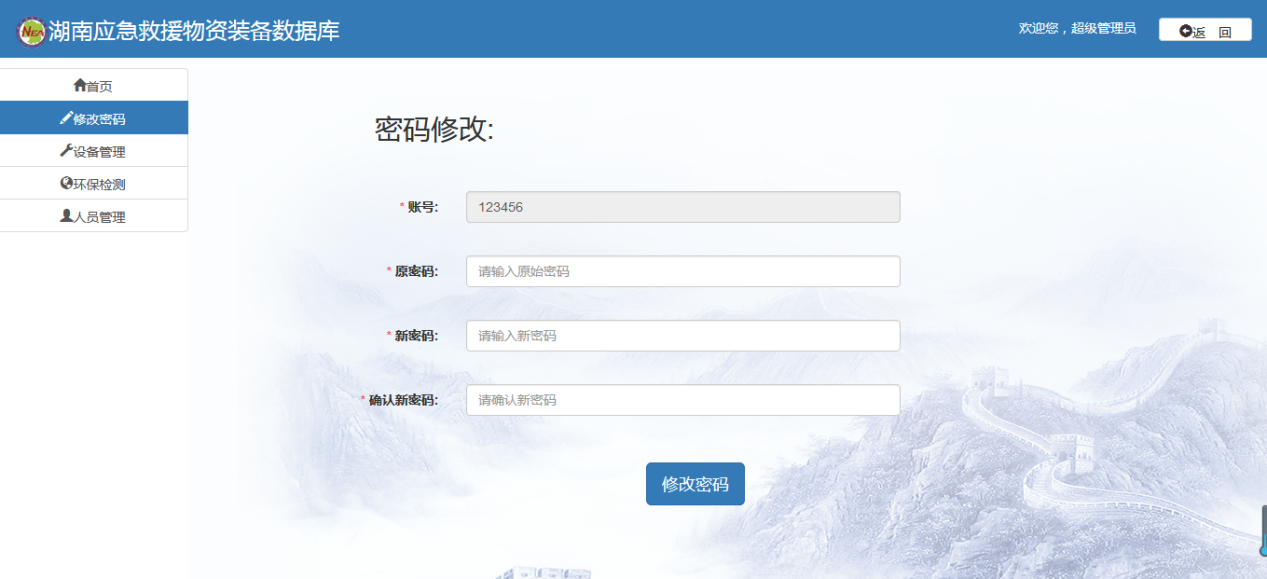 NEA 湖南应急救援物资装备数据库
欢迎您，超级管理员
返 回
首页
修改密码
设备管理
环保检测
人员管理
密码修改:
* 账号: 123456
* 原密码: 请输入原始密码
* 新密码: 请输入新密码
* 确认新密码: 请确认新密码
修改密码